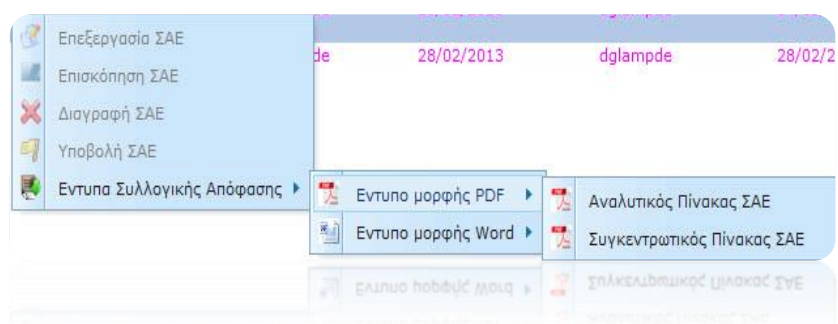 Επεξεργασία ΣΑΕ
de 28/02/2013 dglampde 28/02/2
Επισκόπηση ΣΑΕ
Διαγραφή ΣΑΕ
Υποβολή ΣΑΕ
Εντυπα Συλλογικής Απόφασης
Εντυπο μορφής PDF
Αναλυτικός Πίνακας ΣΑΕ
Εντυπο μορφής Word
Συγκεντρωτικός Πίνακας ΣΑΕ